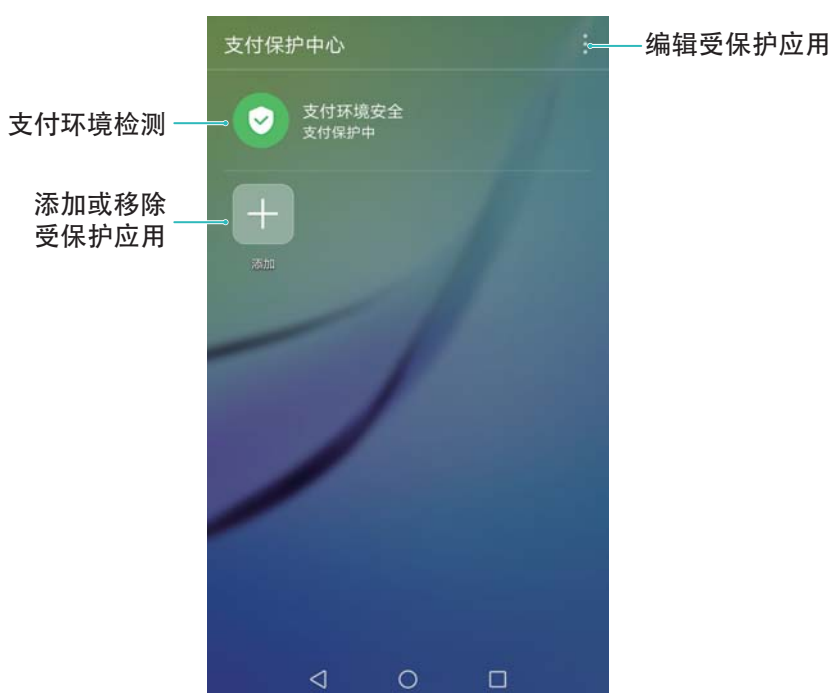 支付保护中心
编辑受保护应用
支付环境检测
支付环境安全
支付保护中
添加或移除
受保护应用
添加